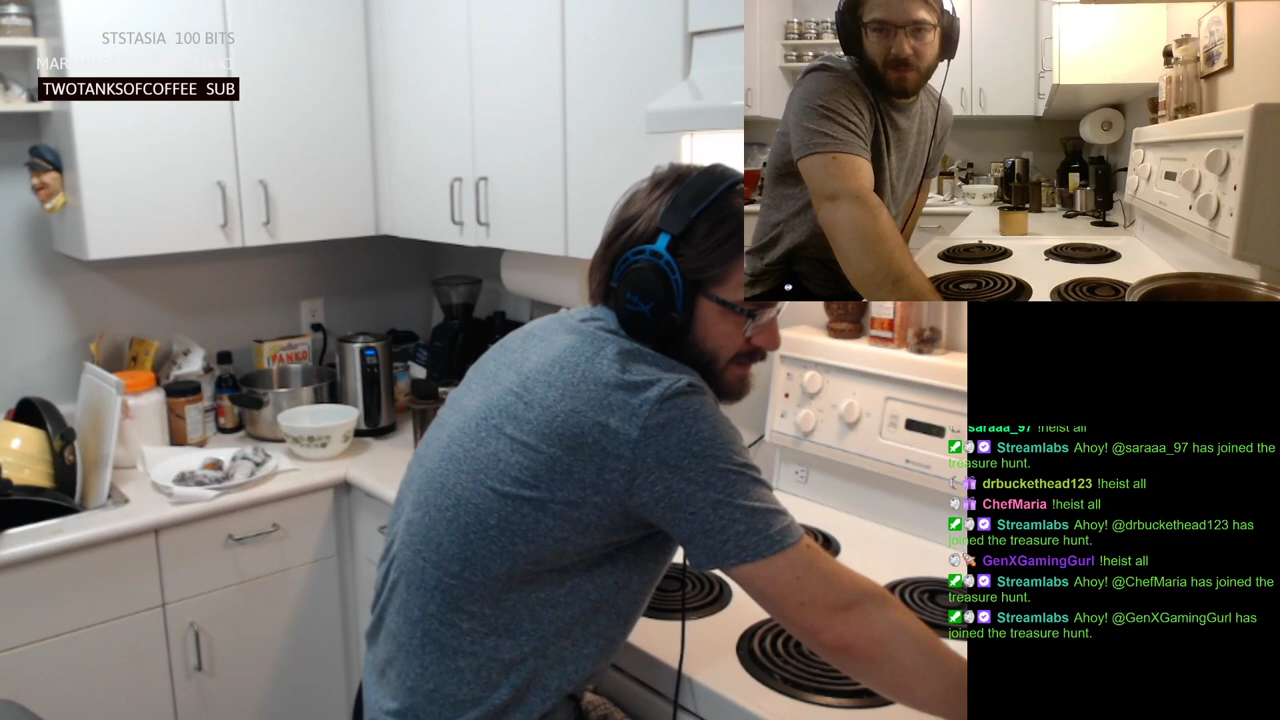 STSTASIA 100 BITS
TWOTANKSOFCOFFEE SUB
PANKO
saraaa_97 !heist all
Streamlabs Ahoy! @saraaa_97 has joined the
treasure hunt.
drbuckethead123 !heist all
ChefMaria !heist all
Streamlabs Ahoy! @drbuckethead123 has
joined the treasure hunt.
GenXGamingGurl !heist all
Streamlabs Ahoy! @ChefMaria has joined the
treasure hunt.
Streamlabs Ahoy! @GenXGamingGurl has
joined the treasure hunt.